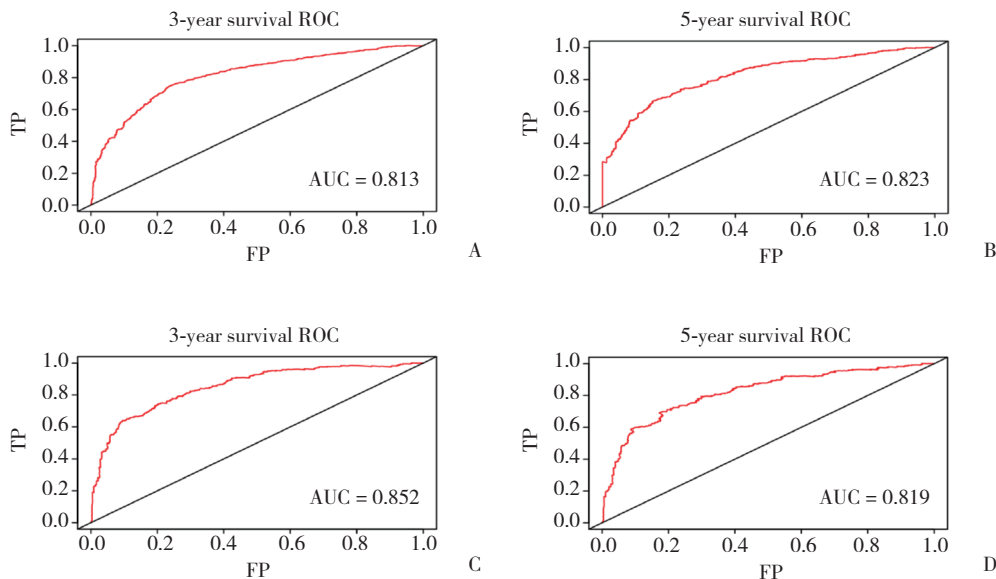 3-year survival ROC
1.0
0.8
0.6
0.4
0.2
0.0
TP
AUC = 0.813
0.0 0.2 0.4 0.6 0.8 1.0
FP
A
5-year survival ROC
1.0
0.8
0.6
0.4
0.2
0.0
TP
AUC = 0.823
0.0 0.2 0.4 0.6 0.8 1.0
FP
B
3-year survival ROC
1.0
0.8
0.6
0.4
0.2
0.0
TP
AUC = 0.852
0.0 0.2 0.4 0.6 0.8 1.0
FP
C
5-year survival ROC
1.0
0.8
0.6
0.4
0.2
0.0
TP
AUC = 0.819
0.0 0.2 0.4 0.6 0.8 1.0
FP
D